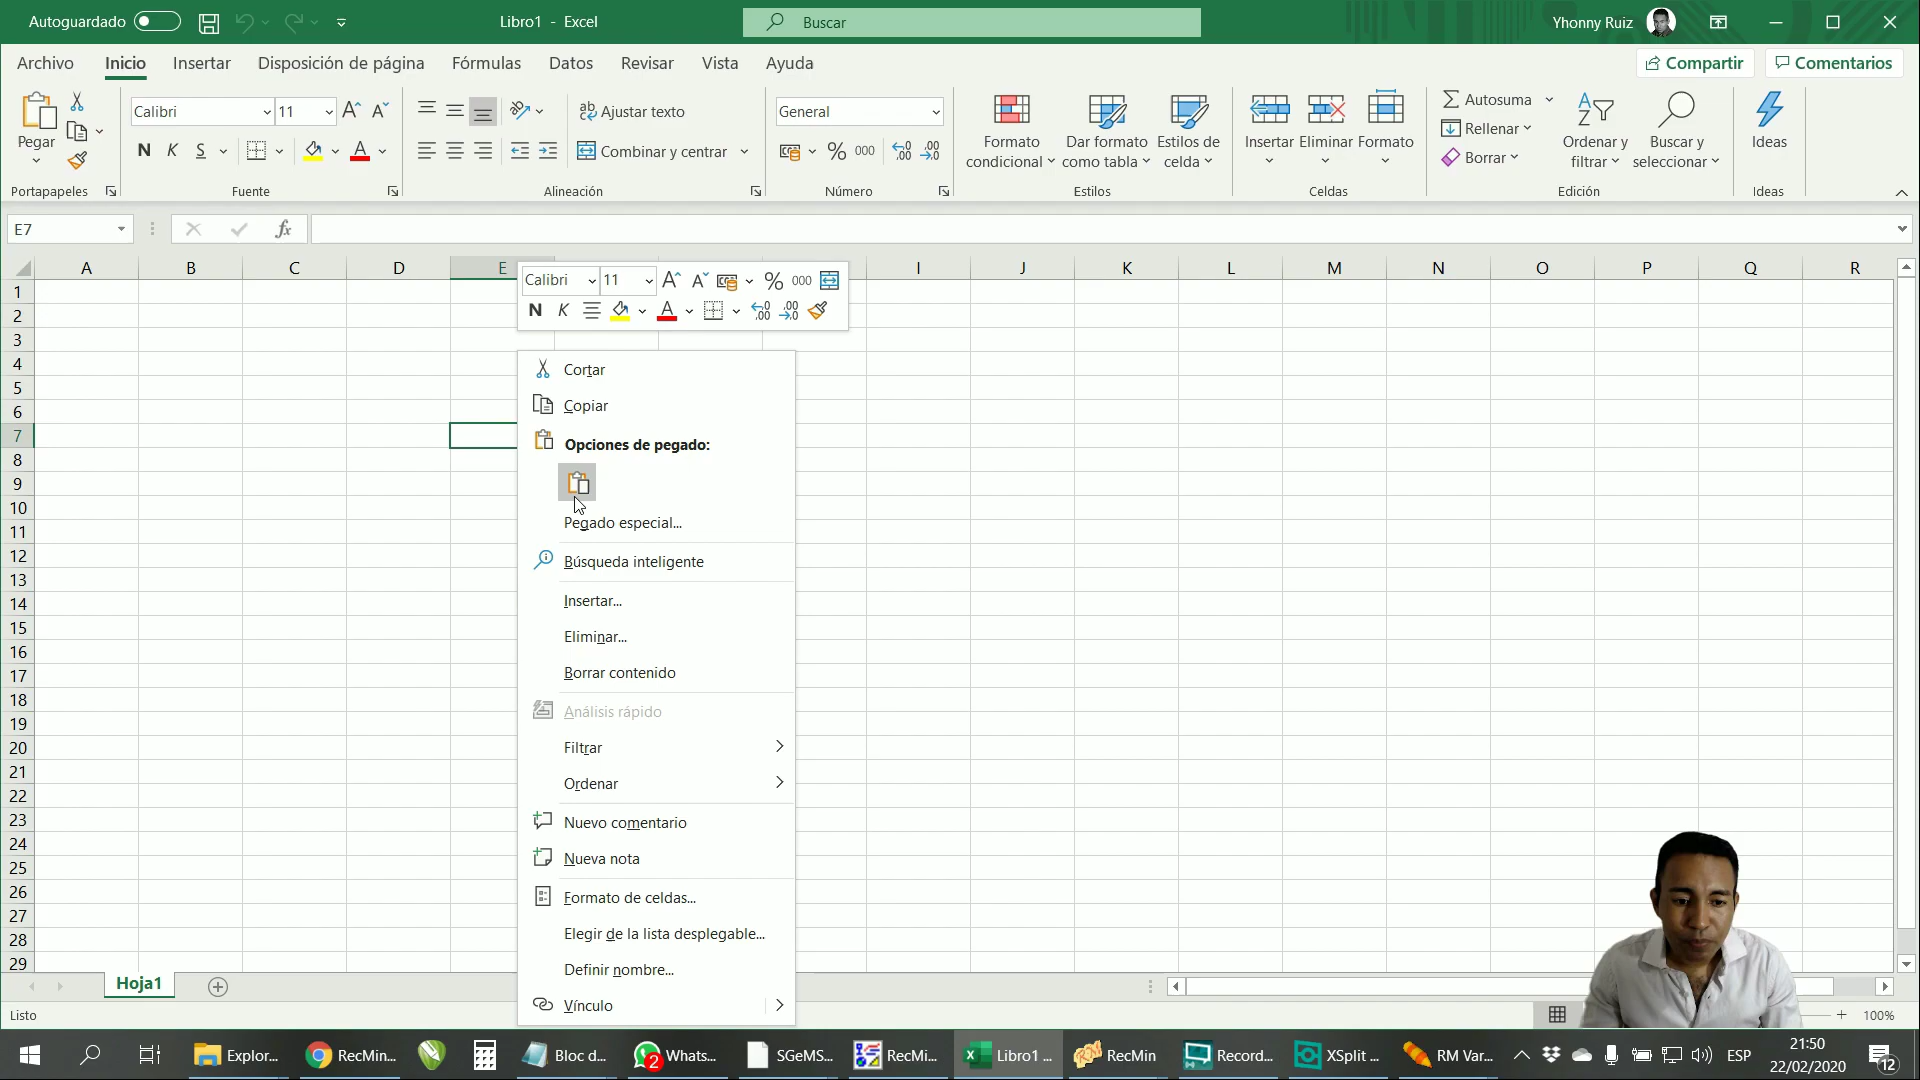 Autoguardado
Libro1 - Excel
Buscar
Yhonny Ruiz
Archivo Inicio Insertar Disposición de página Fórmulas Datos Revisar Vista Ayuda
Compartir Comentarios
Calibri 11
Ajustar texto
General
Autosuma
Pegar
Formato condicional
Dar formato como tabla
Estilos de celda
Insertar Eliminar Formato
Rellenar
Ordenar y filtrar
Buscar y seleccionar
Ideas
N K S
A
Combinar y centrar
% 000
Borrar
Portapapeles Fuente Alineación Número Estilos Celdas Edición Ideas
E7
fx
A B C D E I J K L M N O P Q R
Calibri 11 A A % 000
N K A
1
2
3
4
5
6
7
8
9
10
11
12
13
14
15
16
17
18
19
20
21
22
23
24
25
26
27
28
29
Cortar
Copiar
Opciones de pegado:
Pegado especial...
Búsqueda inteligente
Insertar...
Eliminar...
Borrar contenido
Análisis rápido
Filtrar
Ordenar
Nuevo comentario
Nueva nota
Formato de celdas...
Elegir de la lista desplegable...
Definir nombre...
Vínculo
Hoja1
Listo
100%
Explor...
RecMin...
Bloc d...
2
Whats...
SGeMS...
RecMi...
Libro1 ...
RecMin
Record...
XSplit ...
RM Var...
ESP
21:50
22/02/2020
12